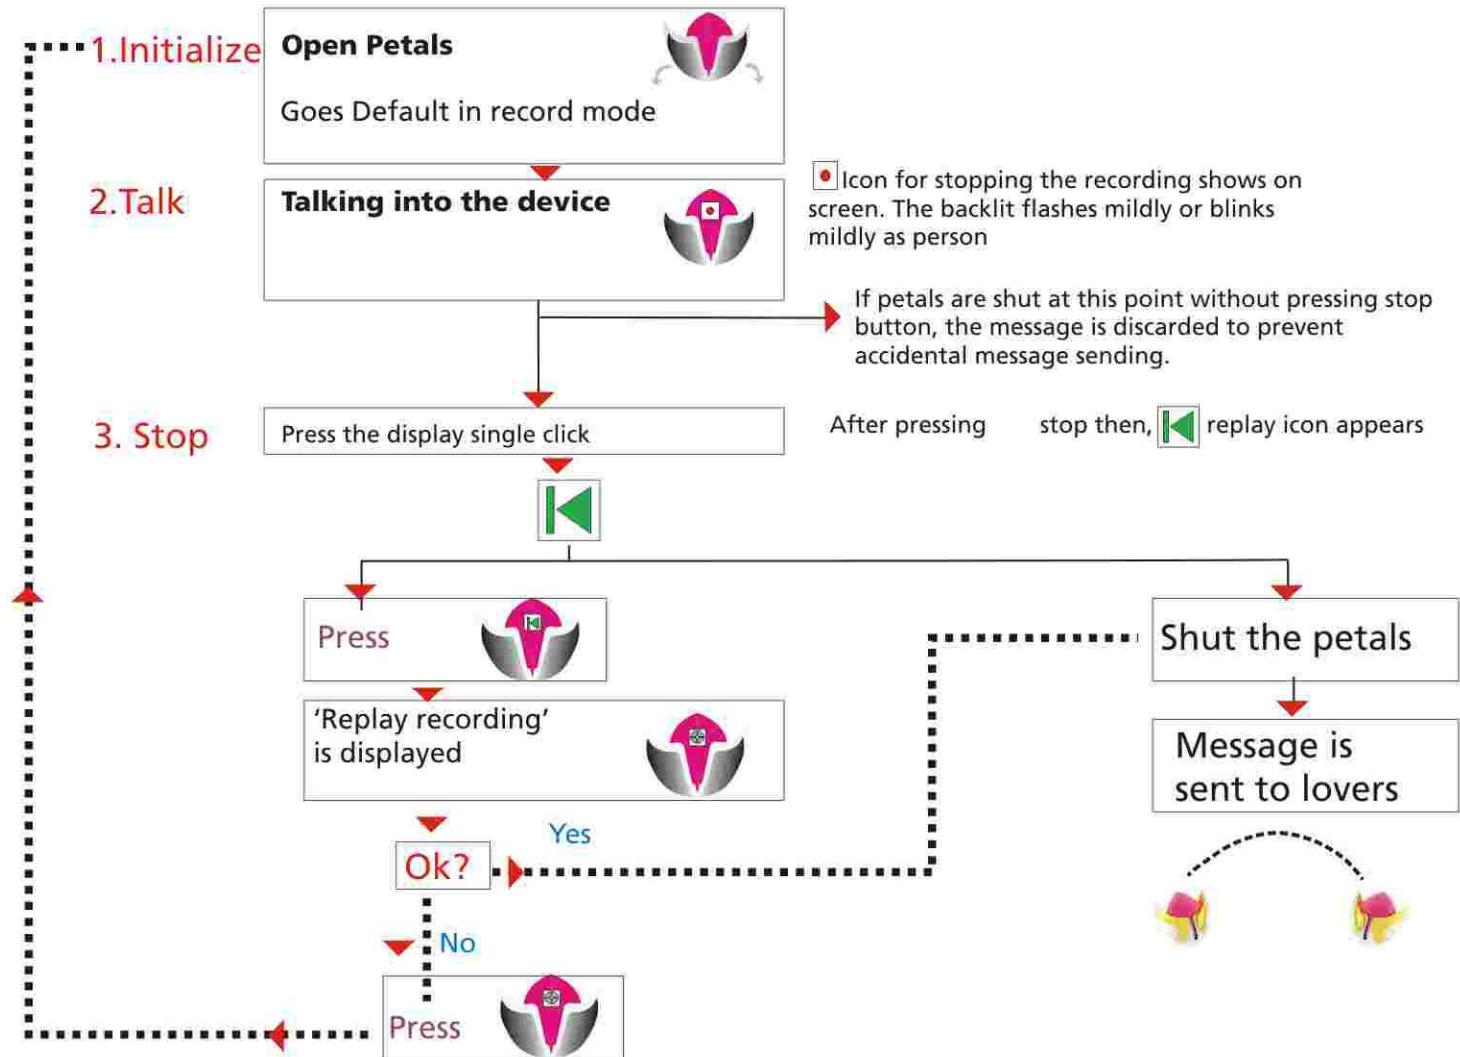 1.Initialize
Open Petals
Goes Default in record mode
2.Talk
Talking into the device
Icon for stopping the recording shows on
screen. The backlit flashes mildly or blinks
mildly as person
If petals are shut at this point without pressing stop
button, the message is discarded to prevent
accidental message sending.
3. Stop
Press the display single click
After pressing stop then, replay icon appears
Press
Shut the petals
'Replay recording'
is displayed
Message is
sent to lovers
Yes
Ok?
No
Press